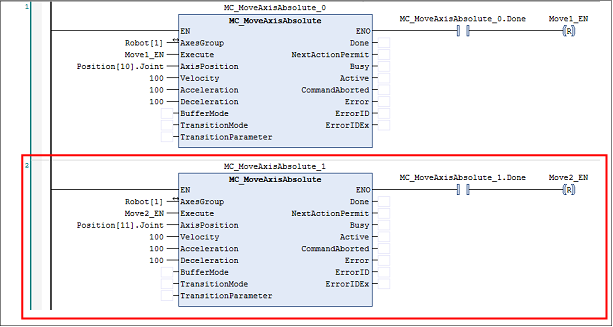 1
MC_MoveAxisAbsolute_0
MC_MoveAxisAbsolute
MC_MoveAxisAbsolute_0.Done Move1_EN
EN ENO
R
Robot[1] AxesGroup Done
Move1_EN Execute NextActionPermit
Position[10].Joint AxisPosition Busy
100 Velocity Active
100 Acceleration CommandAborted
100 Deceleration Error
BufferMode ErrorID
TransitionMode ErrorIDEx
TransitionParameter
2
MC_MoveAxisAbsolute_1
MC_MoveAxisAbsolute
MC_MoveAxisAbsolute_1.Done Move2_EN
EN ENO
R
Robot[1] AxesGroup Done
Move2_EN Execute NextActionPermit
Position[11].Joint AxisPosition Busy
100 Velocity Active
100 Acceleration CommandAborted
100 Deceleration Error
BufferMode ErrorID
TransitionMode ErrorIDEx
TransitionParameter